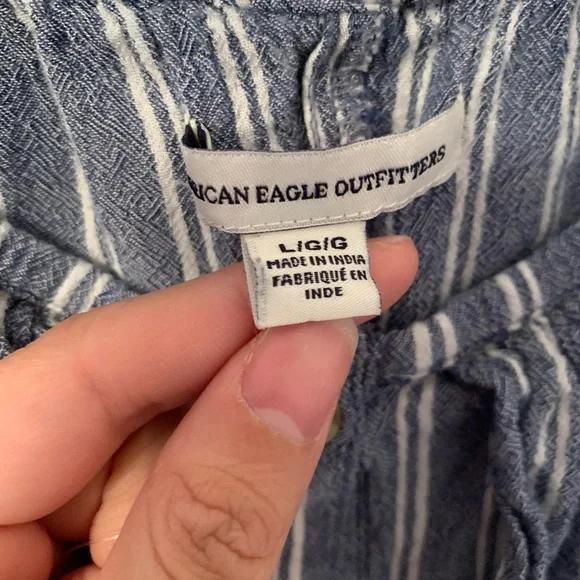 RICAN EAGLE OUTFITTERS
L/G/G
MADE IN INDIA
FABRIQUÉ EN
INDE